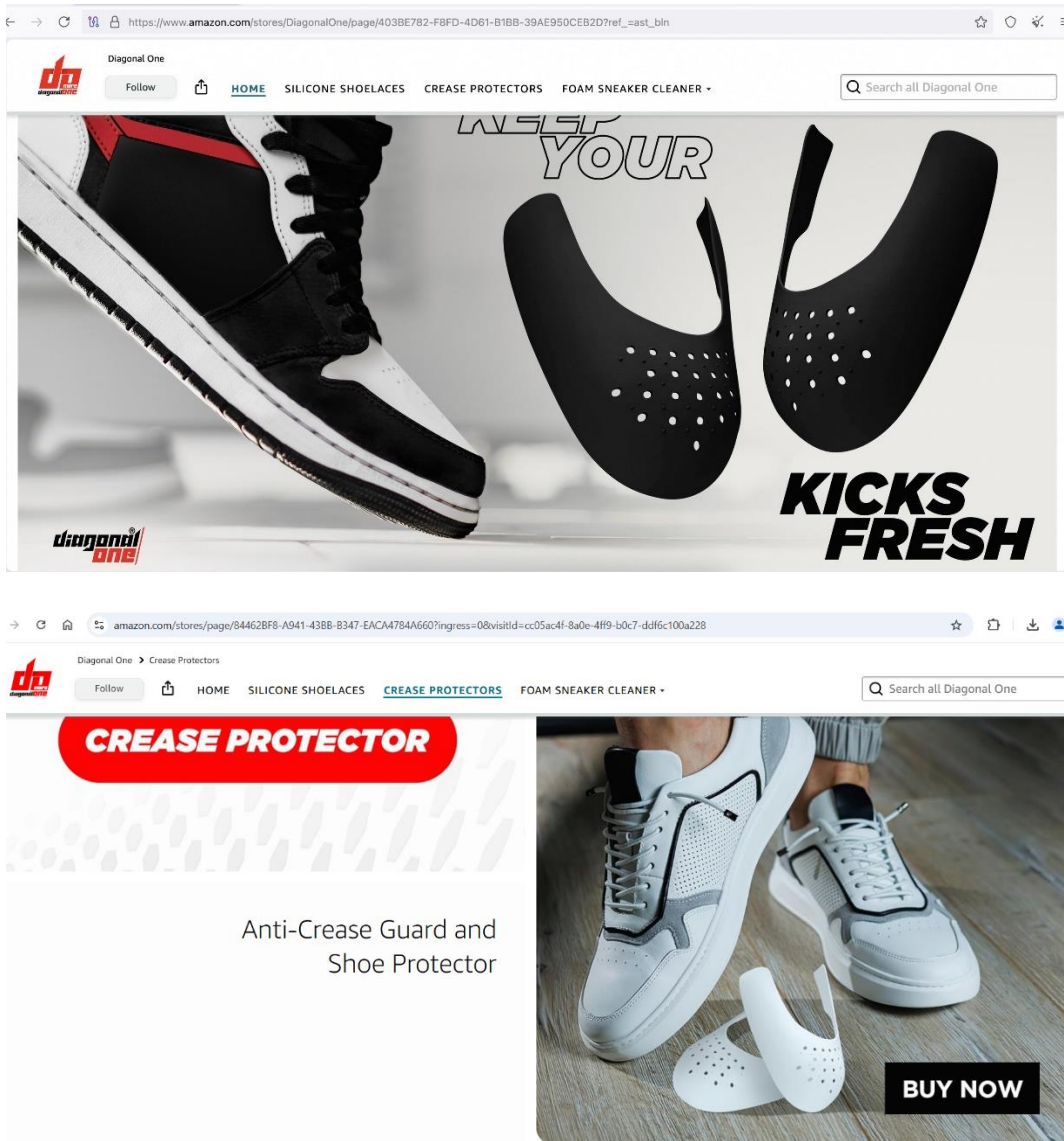 https://www.amazon.com/stores/DiagonalOne/page/403BE782-F8FD-4D61-B1BB-39AE950CEB2D?ref_=ast_bln
Diagonal One
Follow
HOME SILICONE SHOELACES CREASE PROTECTORS FOAM SNEAKER CLEANER
Search all Diagonal One
KEEP
YOUR
KICKS
FRESH
diagonal®
ONE
amazon.com/stores/page/84462BF8-A941-43BB-B347-EACA4784A660?ingress=0&visitId=cc05ac4f-8a0e-4ff9-b0c7-ddf6c100a228
Diagonal One > Crease Protectors
Follow
HOME SILICONE SHOELACES CREASE PROTECTORS FOAM SNEAKER CLEANER
Search all Diagonal One
CREASE PROTECTOR
Anti-Crease Guard and
Shoe Protector
BUY NOW